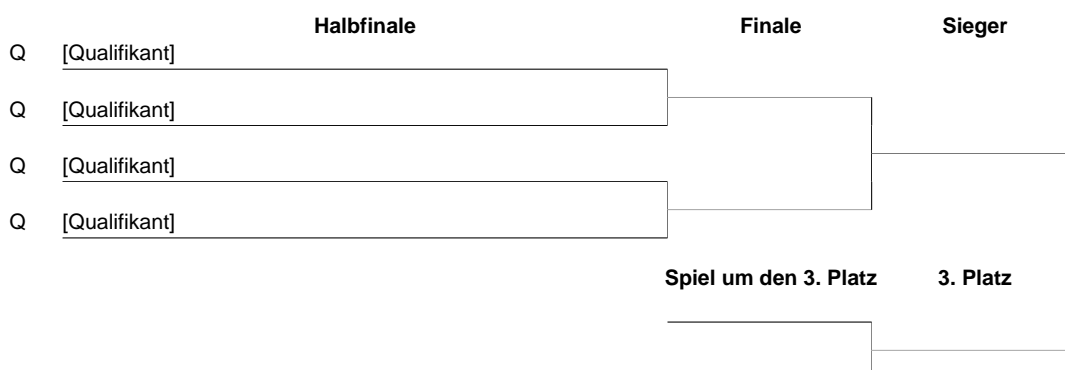 Halbfinale Finale Sieger
Q [Qualifikant]
Q [Qualifikant]
Q [Qualifikant]
Q [Qualifikant]
Spiel um den 3. Platz 3. Platz